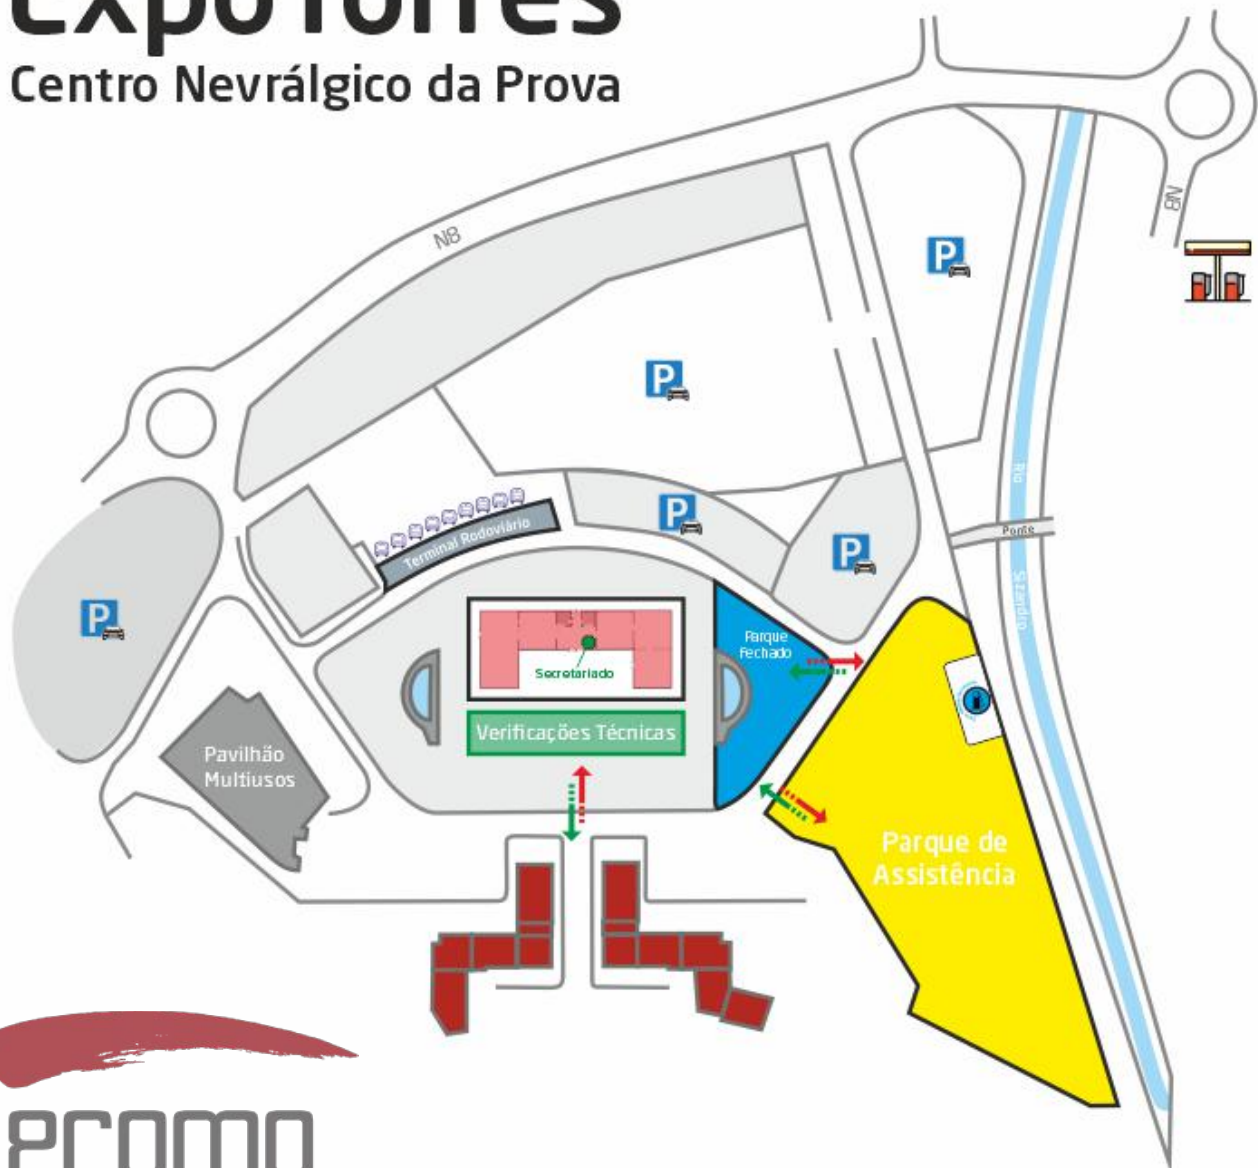 ExpoTorres
Centro Nevrálgico da Prova
N8
N8
P
P
P
P
P
Terminal Rodoviário
Rio
Ponte
Sizandro
Parque
Fechado
Secretariado
Verificações Técnicas
Pavilhão
Multiusos
Parque de
Assistência
promo